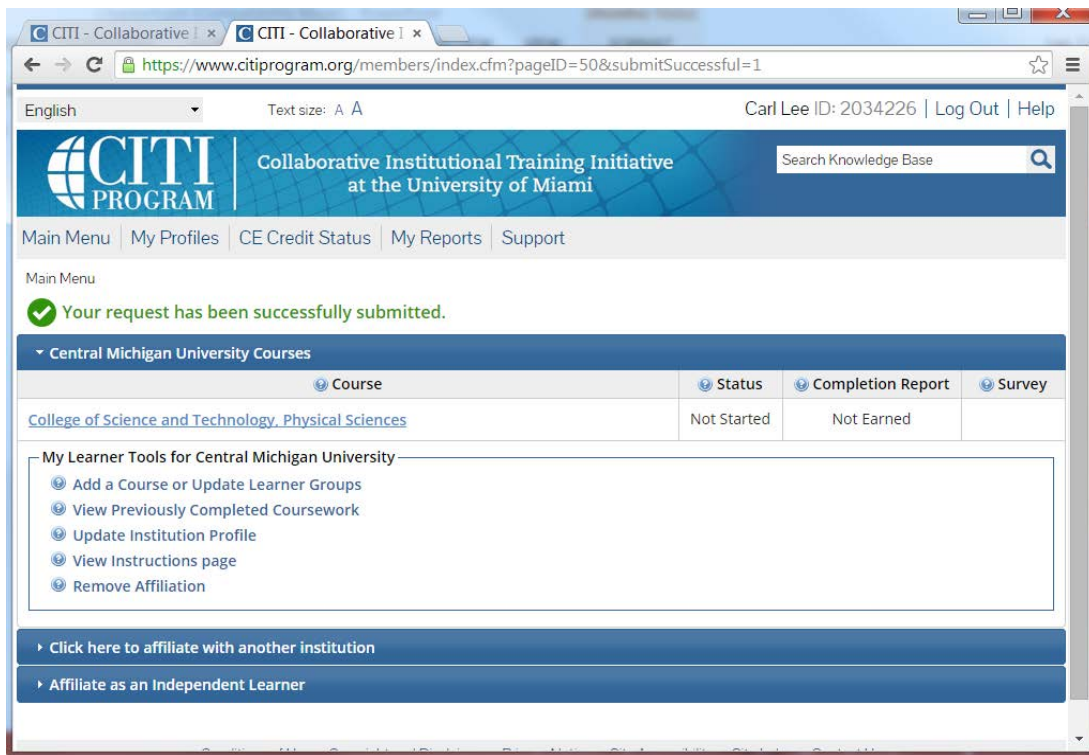 CITI - Collaborative I
CITI - Collaborative I
https://www.citiprogram.org/members/index.cfm?pageID=50&submitSuccessful=1
English Text size: A A Carl Lee ID: 2034226 | Log Out | Help
CITI PROGRAM
Collaborative Institutional Training Initiative
at the University of Miami
Search Knowledge Base
Main Menu | My Profiles | CE Credit Status | My Reports | Support
Main Menu
Your request has been successfully submitted.
Central Michigan University Courses
Course Status Completion Report Survey
College of Science and Technology, Physical Sciences Not Started Not Earned
My Learner Tools for Central Michigan University
Add a Course or Update Learner Groups
View Previously Completed Coursework
Update Institution Profile
View Instructions page
Remove Affiliation
Click here to affiliate with another institution
Affiliate as an Independent Learner